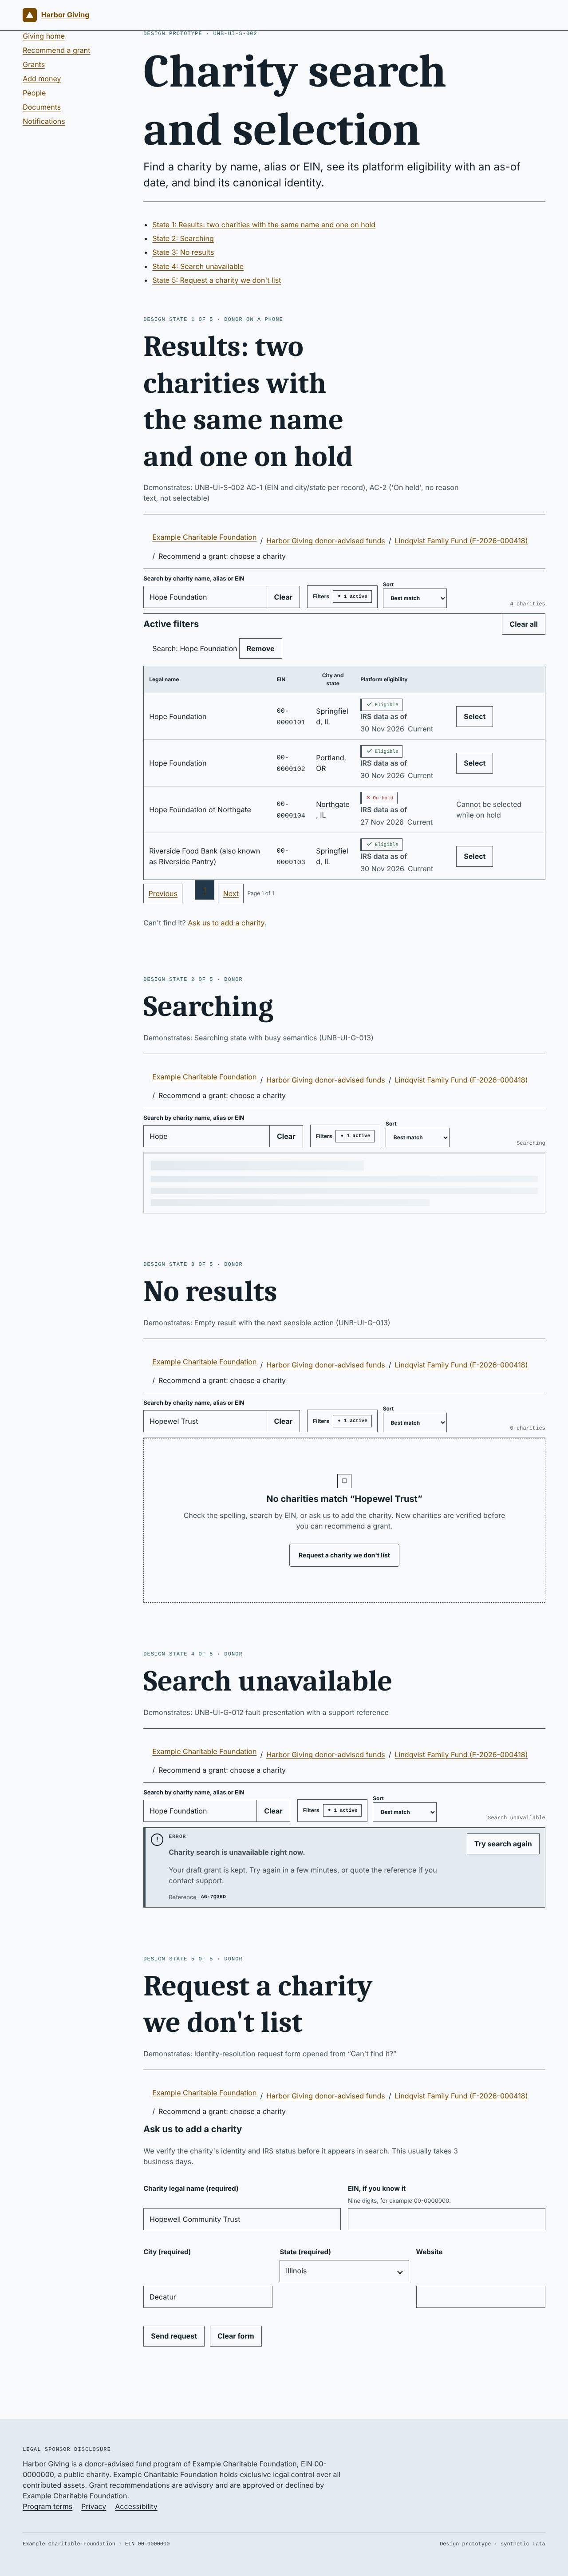 Harbor Giving
Giving home
Recommend a grant
Grants
Add money
People
Documents
Notifications
DESIGN PROTOTYPE · UNB-UI-S-002
Charity search
and selection
Find a charity by name, alias or EIN, see its platform eligibility with an as-of
date, and bind its canonical identity.
State 1: Results: two charities with the same name and one on hold
State 2: Searching
State 3: No results
State 4: Search unavailable
State 5: Request a charity we don't list
DESIGN STATE 1 OF 5 · DONOR ON A PHONE
Results: two
charities with
the same name
and one on hold
Demonstrates: UNB-UI-S-002 AC-1 (EIN and city/state per record), AC-2 ('On hold', no reason
text, not selectable)
Example Charitable Foundation / Harbor Giving donor-advised funds / Lindqvist Family Fund (F-2026-000418)
/ Recommend a grant: choose a charity
Search by charity name, alias or EIN
Sort
Hope Foundation Clear Filters 1 active Best match 4 charities
Active filters Clear all
Search: Hope Foundation Remove
Legal name EIN City and state Platform eligibility
Hope Foundation 00-0000101 Springfield, IL Eligible IRS data as of 30 Nov 2026 Current Select
Hope Foundation 00-0000102 Portland, OR Eligible IRS data as of 30 Nov 2026 Current Select
Hope Foundation of Northgate 00-0000104 Northgate, IL On hold IRS data as of 27 Nov 2026 Current Cannot be selected while on hold
Riverside Food Bank (also known as Riverside Pantry) 00-0000103 Springfield, IL Eligible IRS data as of 30 Nov 2026 Current Select
Previous Next Page 1 of 1
Can't find it? Ask us to add a charity.
DESIGN STATE 2 OF 5 · DONOR
Searching
Demonstrates: Searching state with busy semantics (UNB-UI-G-013)
Example Charitable Foundation / Harbor Giving donor-advised funds / Lindqvist Family Fund (F-2026-000418)
/ Recommend a grant: choose a charity
Search by charity name, alias or EIN
Sort
Hope Clear Filters 1 active Best match Searching
DESIGN STATE 3 OF 5 · DONOR
No results
Demonstrates: Empty result with the next sensible action (UNB-UI-G-013)
Example Charitable Foundation / Harbor Giving donor-advised funds / Lindqvist Family Fund (F-2026-000418)
/ Recommend a grant: choose a charity
Search by charity name, alias or EIN
Sort
Hopewel Trust Clear Filters 1 active Best match 0 charities
No charities match “Hopewel Trust”
Check the spelling, search by EIN, or ask us to add the charity. New charities are verified before
you can recommend a grant.
Request a charity we don't list
DESIGN STATE 4 OF 5 · DONOR
Search unavailable
Demonstrates: UNB-UI-G-012 fault presentation with a support reference
Example Charitable Foundation / Harbor Giving donor-advised funds / Lindqvist Family Fund (F-2026-000418)
/ Recommend a grant: choose a charity
Search by charity name, alias or EIN
Sort
Hope Foundation Clear Filters 1 active Best match Search unavailable
ERROR
Charity search is unavailable right now. Try search again
Your draft grant is kept. Try again in a few minutes, or quote the reference if you
contact support.
Reference AG-7Q3KD
DESIGN STATE 5 OF 5 · DONOR
Request a charity
we don't list
Demonstrates: Identity-resolution request form opened from “Can't find it?”
Example Charitable Foundation / Harbor Giving donor-advised funds / Lindqvist Family Fund (F-2026-000418)
/ Recommend a grant: choose a charity
Ask us to add a charity
We verify the charity's identity and IRS status before it appears in search. This usually takes 3
business days.
Charity legal name (required) EIN, if you know it
Nine digits, for example 00-0000000.
Hopewell Community Trust
City (required) State (required) Website
Illinois
Decatur
Send request Clear form
LEGAL SPONSOR DISCLOSURE
Harbor Giving is a donor-advised fund program of Example Charitable Foundation, EIN 00-
0000000, a public charity. Example Charitable Foundation holds exclusive legal control over all
contributed assets. Grant recommendations are advisory and are approved or declined by
Example Charitable Foundation.
Program terms Privacy Accessibility
Example Charitable Foundation · EIN 00-0000000 Design prototype · synthetic data